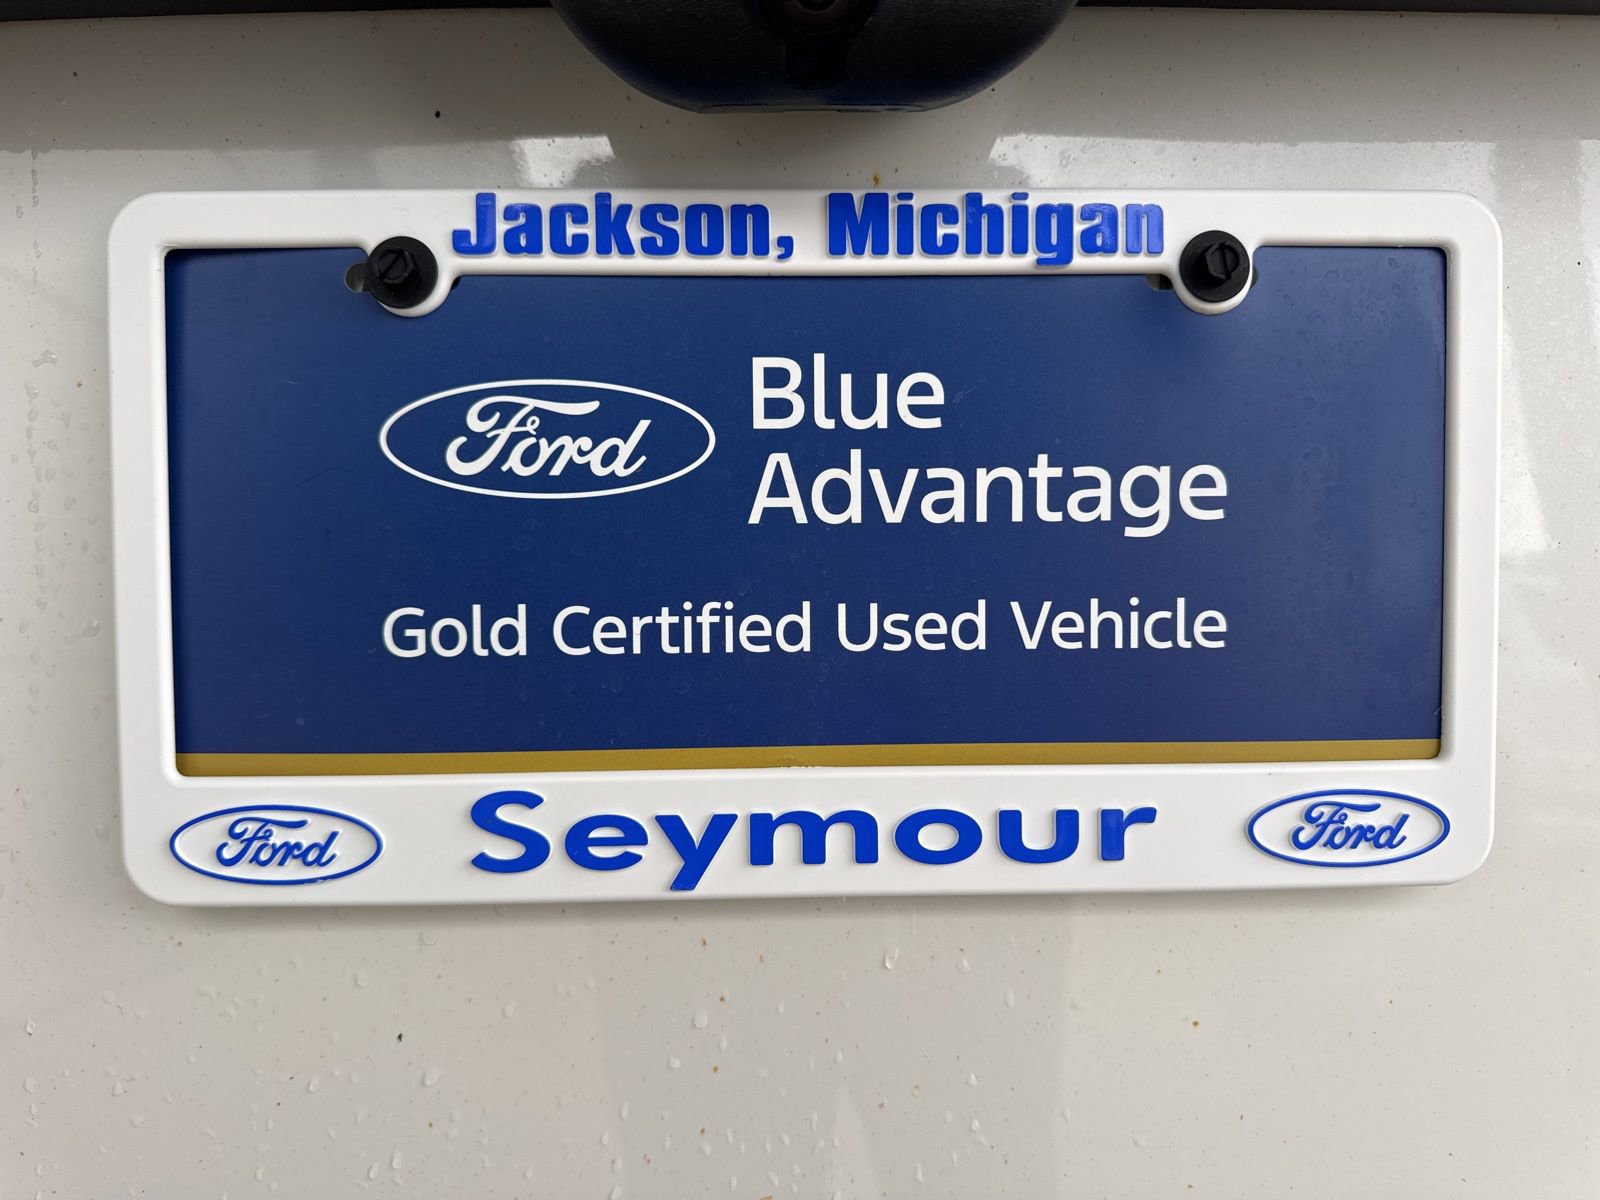 Jackson, Michigan
Ford
Blue
Advantage
Gold Certified Used Vehicle
Ford Seymour Ford